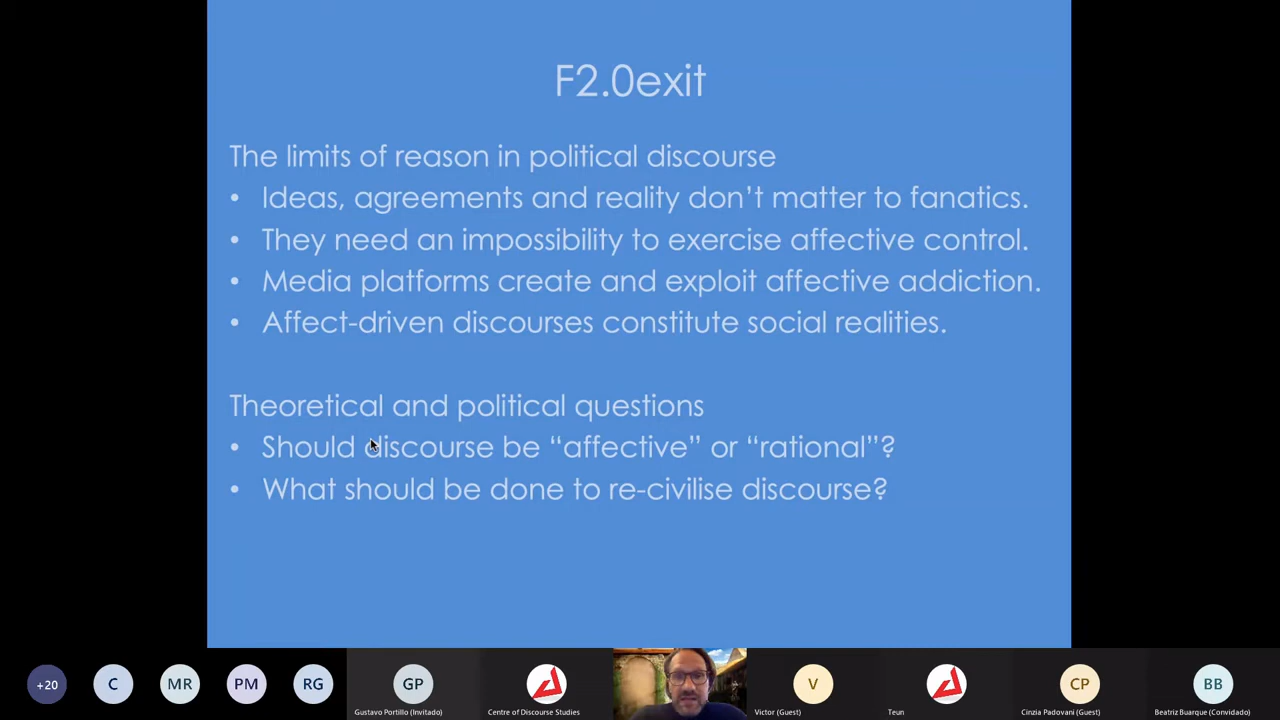 F2.0exit
The limits of reason in political discourse
• Ideas, agreements and reality don’t matter to fanatics.
• They need an impossibility to exercise affective control.
• Media platforms create and exploit affective addiction.
• Affect-driven discourses constitute social realities.
Theoretical and political questions
• Should discourse be “affective” or “rational”?
• What should be done to re-civilise discourse?
+20 C MR PM RG GP V CP BB
Gustavo Portillo (Invitado) Centre of Discourse Studies Victor (Guest) Teun Cinzia Padovani (Guest) Beatriz Buarque (Convidado)